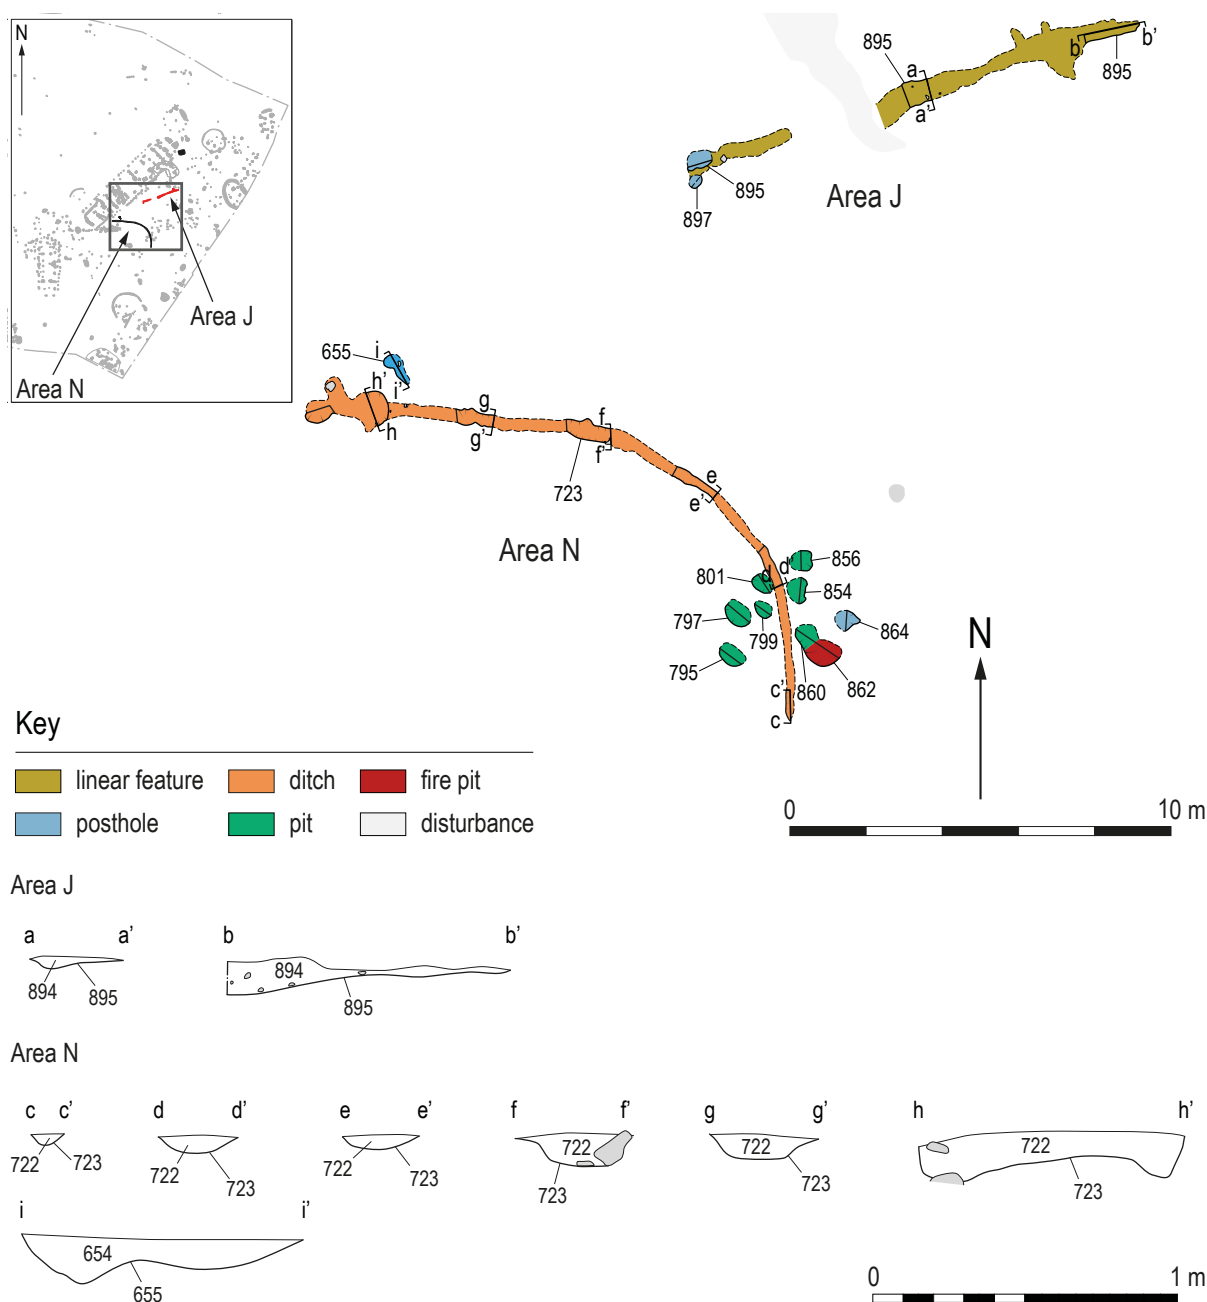 N
Area J
Area N
895
a
a'
b
b'
895
895
897
Area J
655
i
i'
h'
h
g
g'
f
f'
723
e
e'
Area N
d
d'
801
856
854
797
799
864
795
860
862
c'
c
N
0 10 m
Key
linear feature ditch fire pit
posthole pit disturbance
Area J
a a' b b'
894 895 894 895
Area N
c c' d d' e e' f f' g g' h h'
722 723 722 723 722 723 722 723 722 723 722 723
i i'
654
655
0 1 m